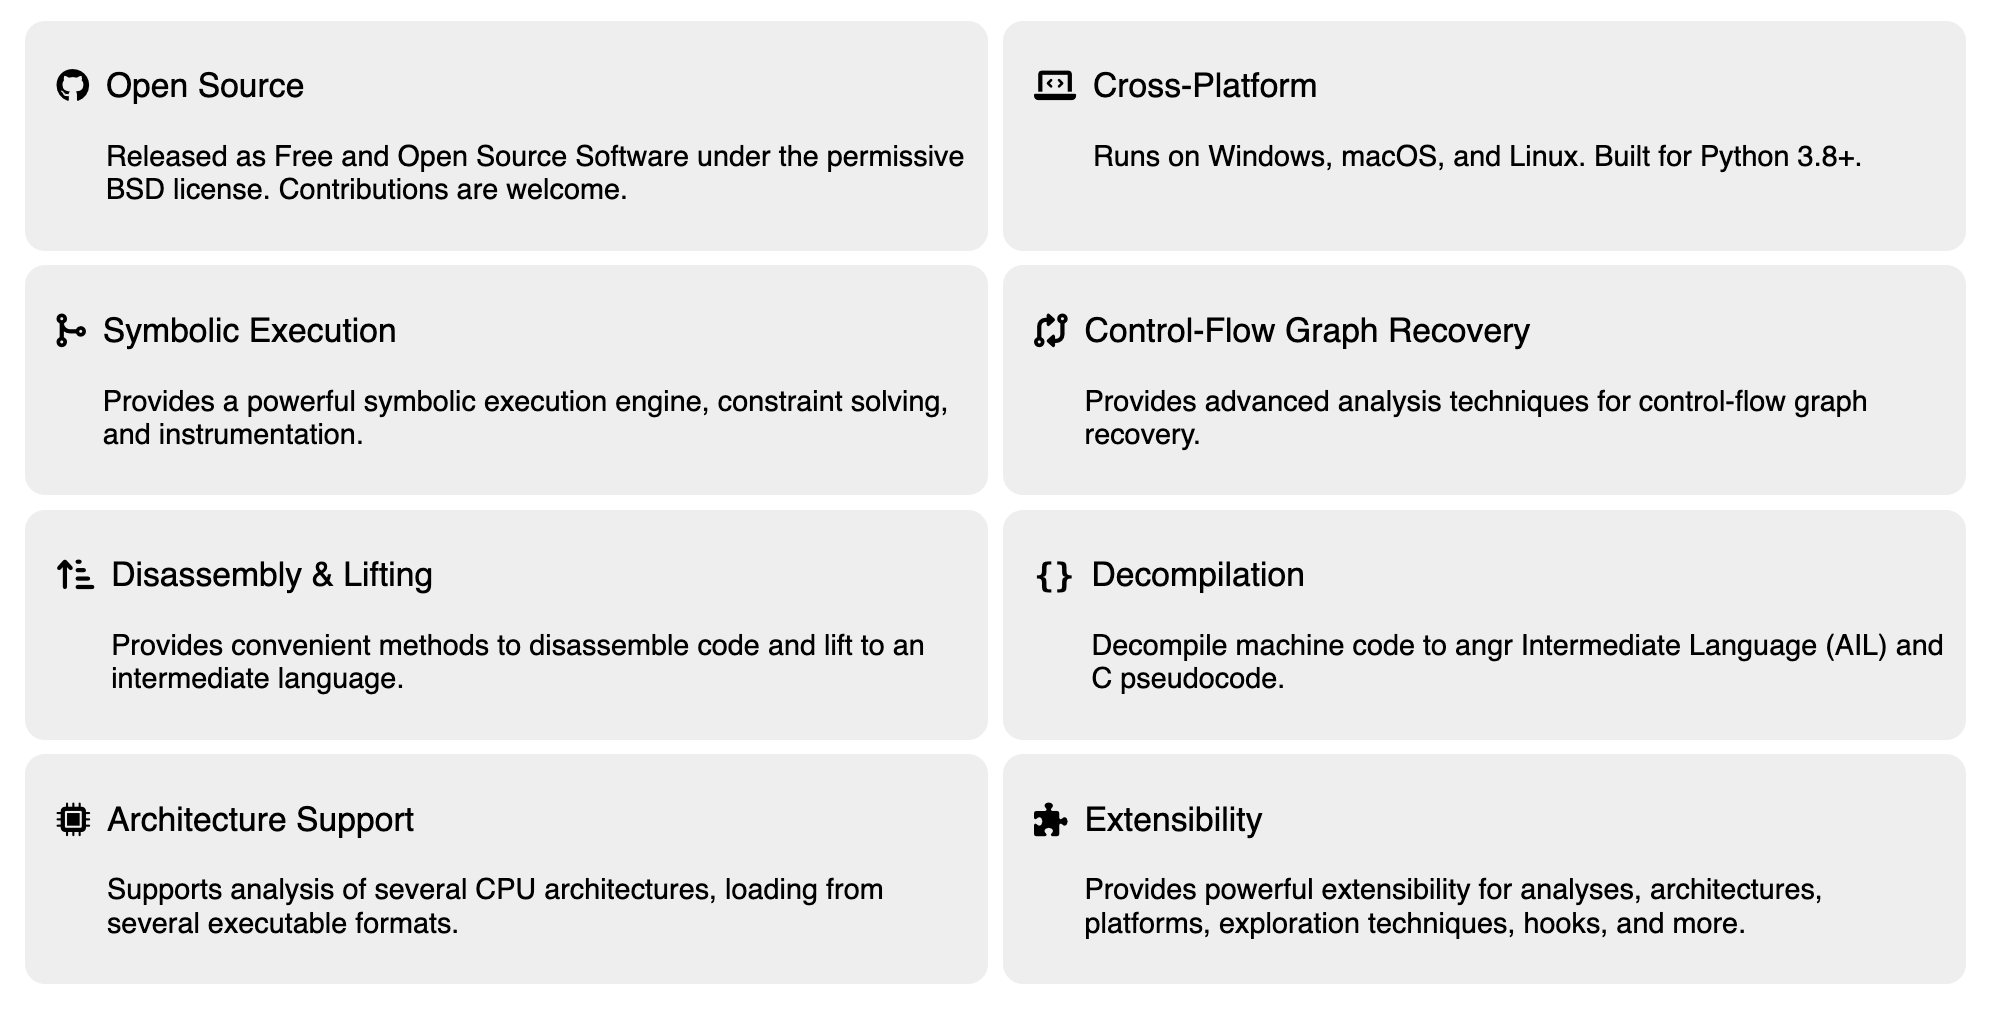 Open Source
Released as Free and Open Source Software under the permissive
BSD license. Contributions are welcome.
Cross-Platform
Runs on Windows, macOS, and Linux. Built for Python 3.8+.
Symbolic Execution
Provides a powerful symbolic execution engine, constraint solving,
and instrumentation.
Control-Flow Graph Recovery
Provides advanced analysis techniques for control-flow graph
recovery.
Disassembly & Lifting
Provides convenient methods to disassemble code and lift to an
intermediate language.
Decompilation
Decompile machine code to angr Intermediate Language (AIL) and
C pseudocode.
Architecture Support
Supports analysis of several CPU architectures, loading from
several executable formats.
Extensibility
Provides powerful extensibility for analyses, architectures,
platforms, exploration techniques, hooks, and more.